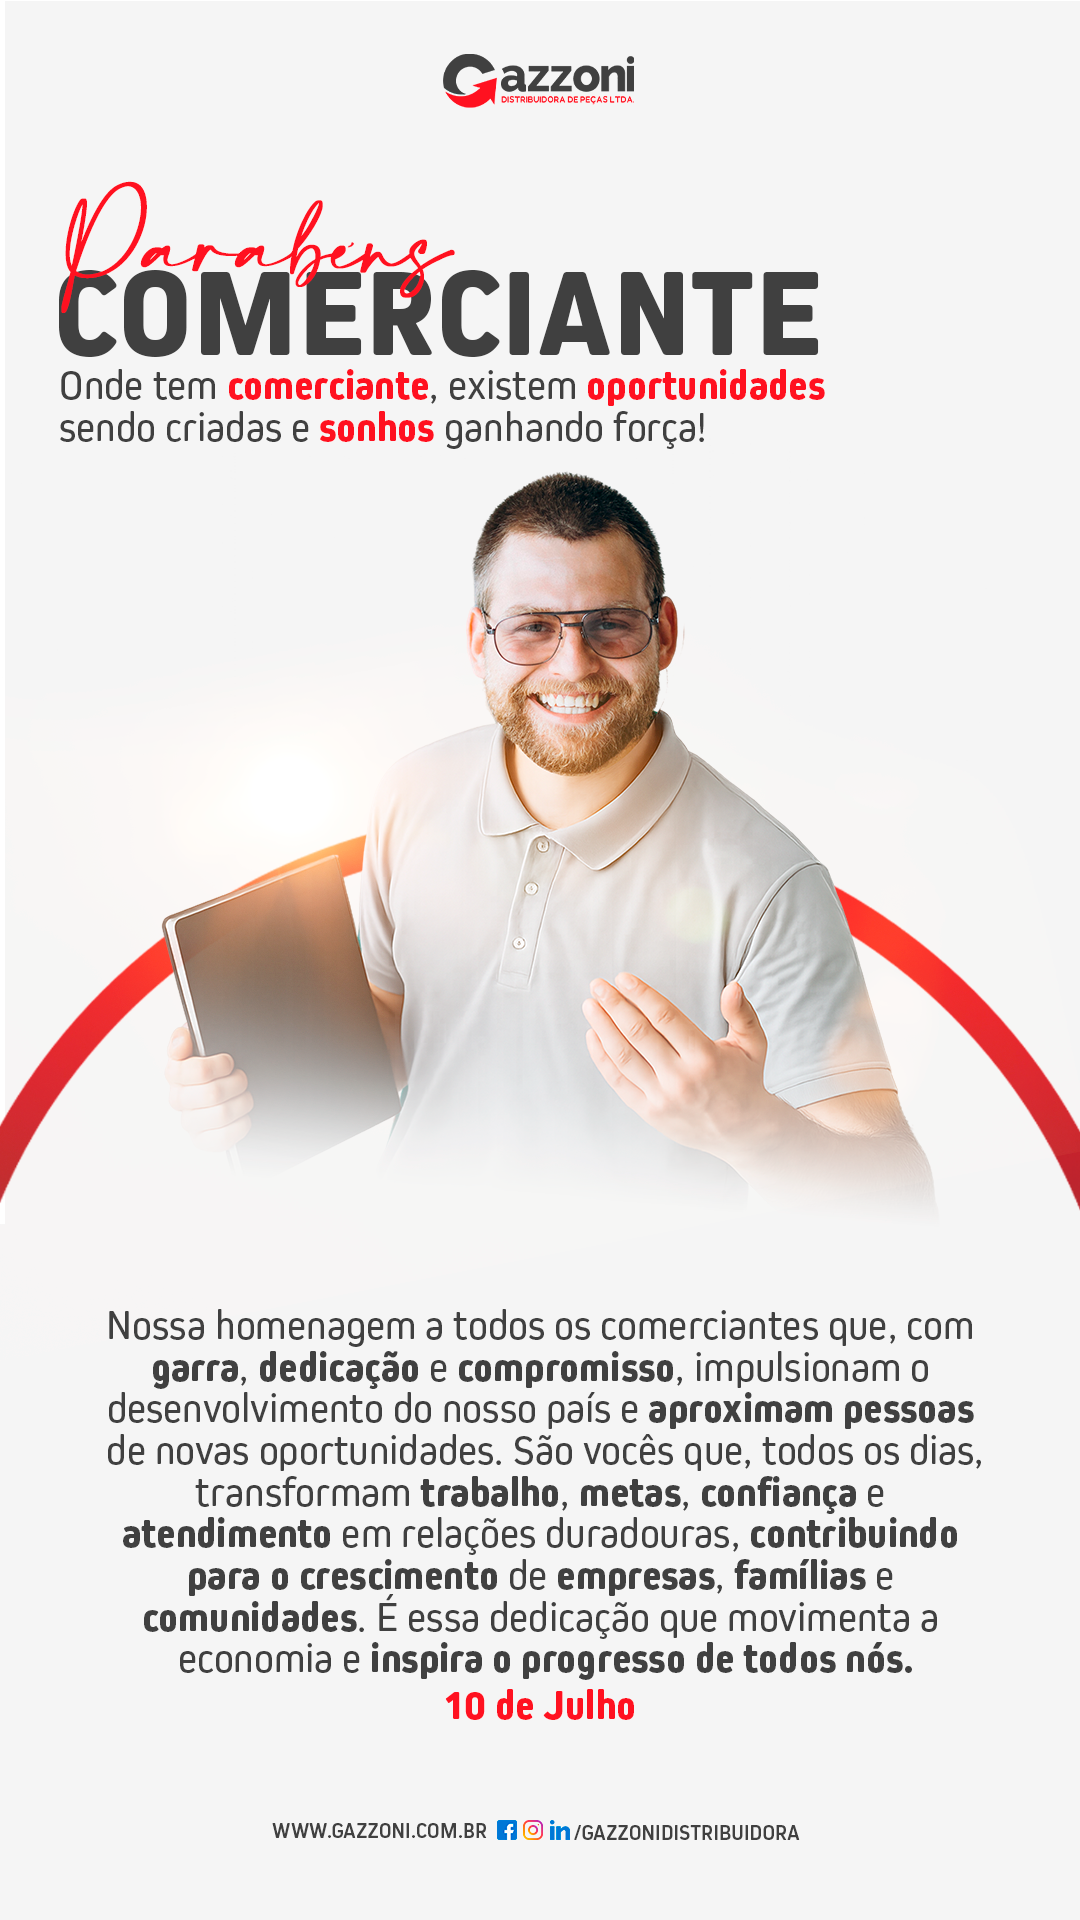 Gazzoni
DISTRIBUIDORA DE PEÇAS LTDA.
Parabéns
COMERCIANTE
Onde tem comerciante, existem oportunidades
sendo criadas e sonhos ganhando força!
Nossa homenagem a todos os comerciantes que, com
garra, dedicação e compromisso, impulsionam o
desenvolvimento do nosso país e aproximam pessoas
de novas oportunidades. São vocês que, todos os dias,
transformam trabalho, metas, confiança e
atendimento em relações duradouras, contribuindo
para o crescimento de empresas, famílias e
comunidades. É essa dedicação que movimenta a
economia e inspira o progresso de todos nós.
10 de Julho
WWW.GAZZONI.COM.BR /GAZZONIDISTRIBUIDORA